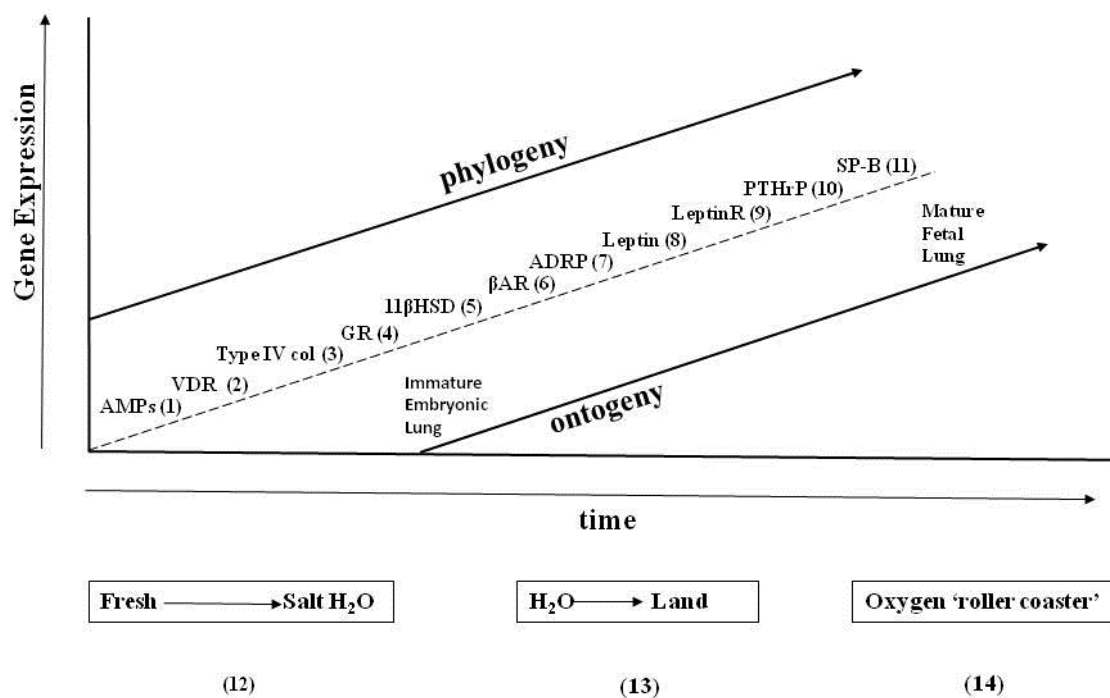 Gene Expression
phylogeny
SP-B (11)
PTHrP (10)
LeptinR (9)
Leptin (8)
ADRP (7)
βAR (6)
11βHSD (5)
GR (4)
Type IV col (3)
VDR (2)
AMPs (1)
Mature
Fetal
Lung
Immature
Embryonic
Lung
ontogeny
time
Fresh Salt H₂O
H₂O Land
Oxygen ‘roller coaster’
(12)
(13)
(14)